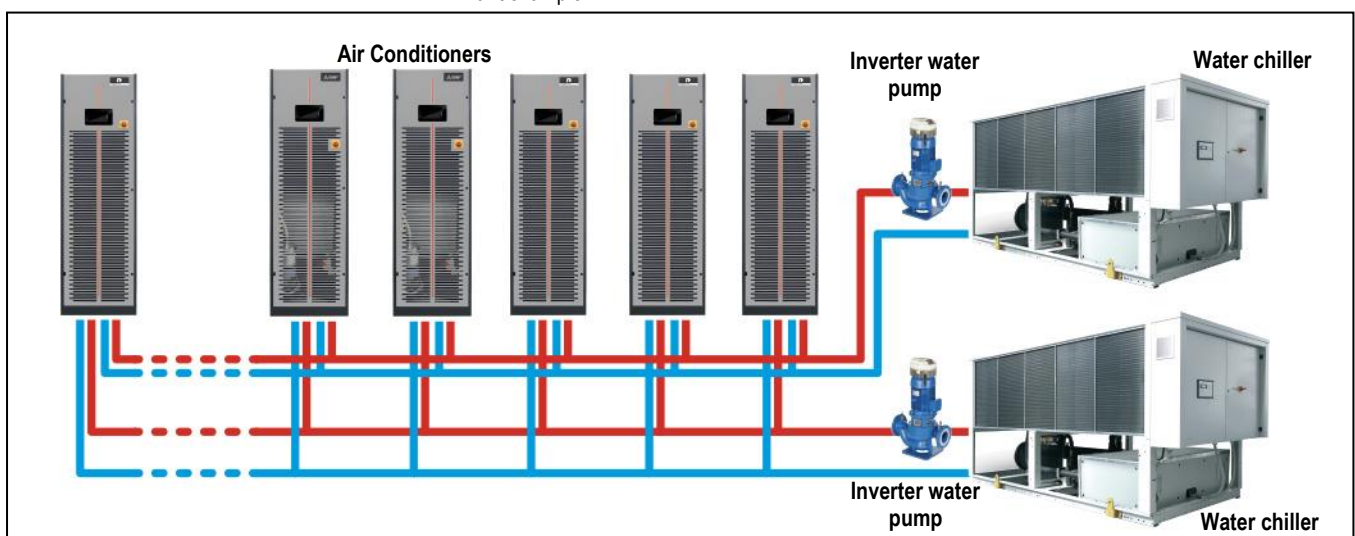 Air Conditioners
Inverter water
pump
Water chiller
Inverter water
pump
Water chiller